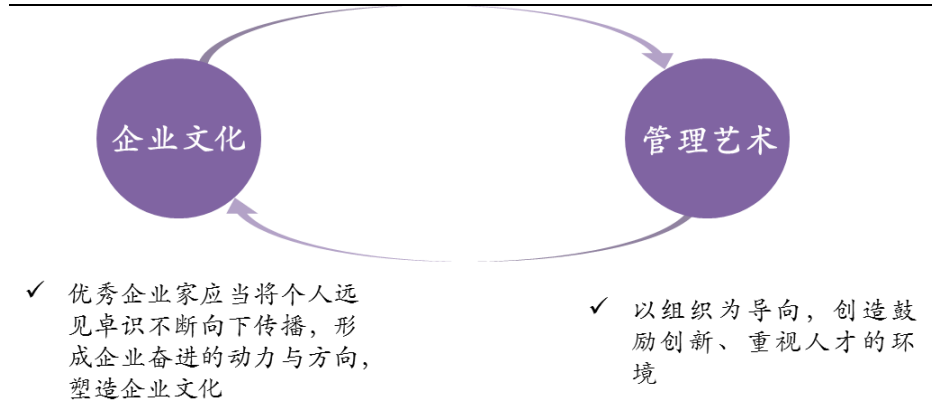 企业文化
管理艺术
✓ 优秀企业家应当将个人远
见卓识不断向下传播，形
成企业奋进的动力与方向，
塑造企业文化
✓ 以组织为导向，创造鼓
励创新、重视人才的环
境